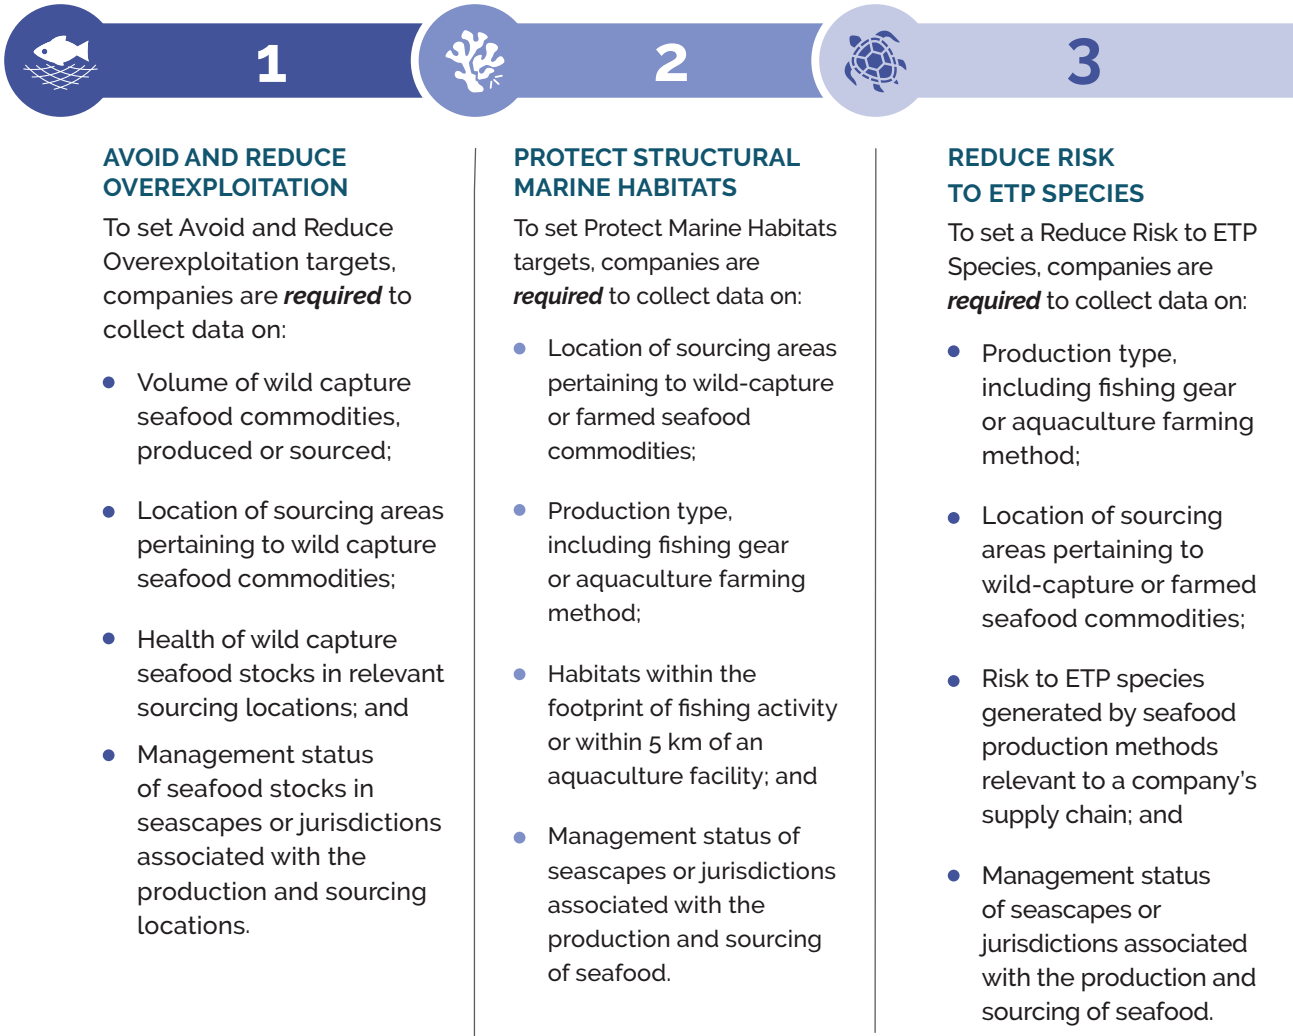 1
2
3
AVOID AND REDUCE
OVEREXPLOITATION
To set Avoid and Reduce
Overexploitation targets,
companies are required to
collect data on:
• Volume of wild capture
seafood commodities,
produced or sourced;
• Location of sourcing areas
pertaining to wild capture
seafood commodities;
• Health of wild capture
seafood stocks in relevant
sourcing locations; and
• Management status
of seafood stocks in
seascapes or jurisdictions
associated with the
production and sourcing
locations.
PROTECT STRUCTURAL
MARINE HABITATS
To set Protect Marine Habitats
targets, companies are
required to collect data on:
• Location of sourcing areas
pertaining to wild-capture
or farmed seafood
commodities;
• Production type,
including fishing gear
or aquaculture farming
method;
• Habitats within the
footprint of fishing activity
or within 5 km of an
aquaculture facility; and
• Management status of
seascapes or jurisdictions
associated with the
production and sourcing
of seafood.
REDUCE RISK
TO ETP SPECIES
To set a Reduce Risk to ETP
Species, companies are
required to collect data on:
• Production type,
including fishing gear
or aquaculture farming
method;
• Location of sourcing
areas pertaining to
wild-capture or farmed
seafood commodities;
• Risk to ETP species
generated by seafood
production methods
relevant to a company's
supply chain; and
• Management status
of seascapes or
jurisdictions associated
with the production and
sourcing of seafood.